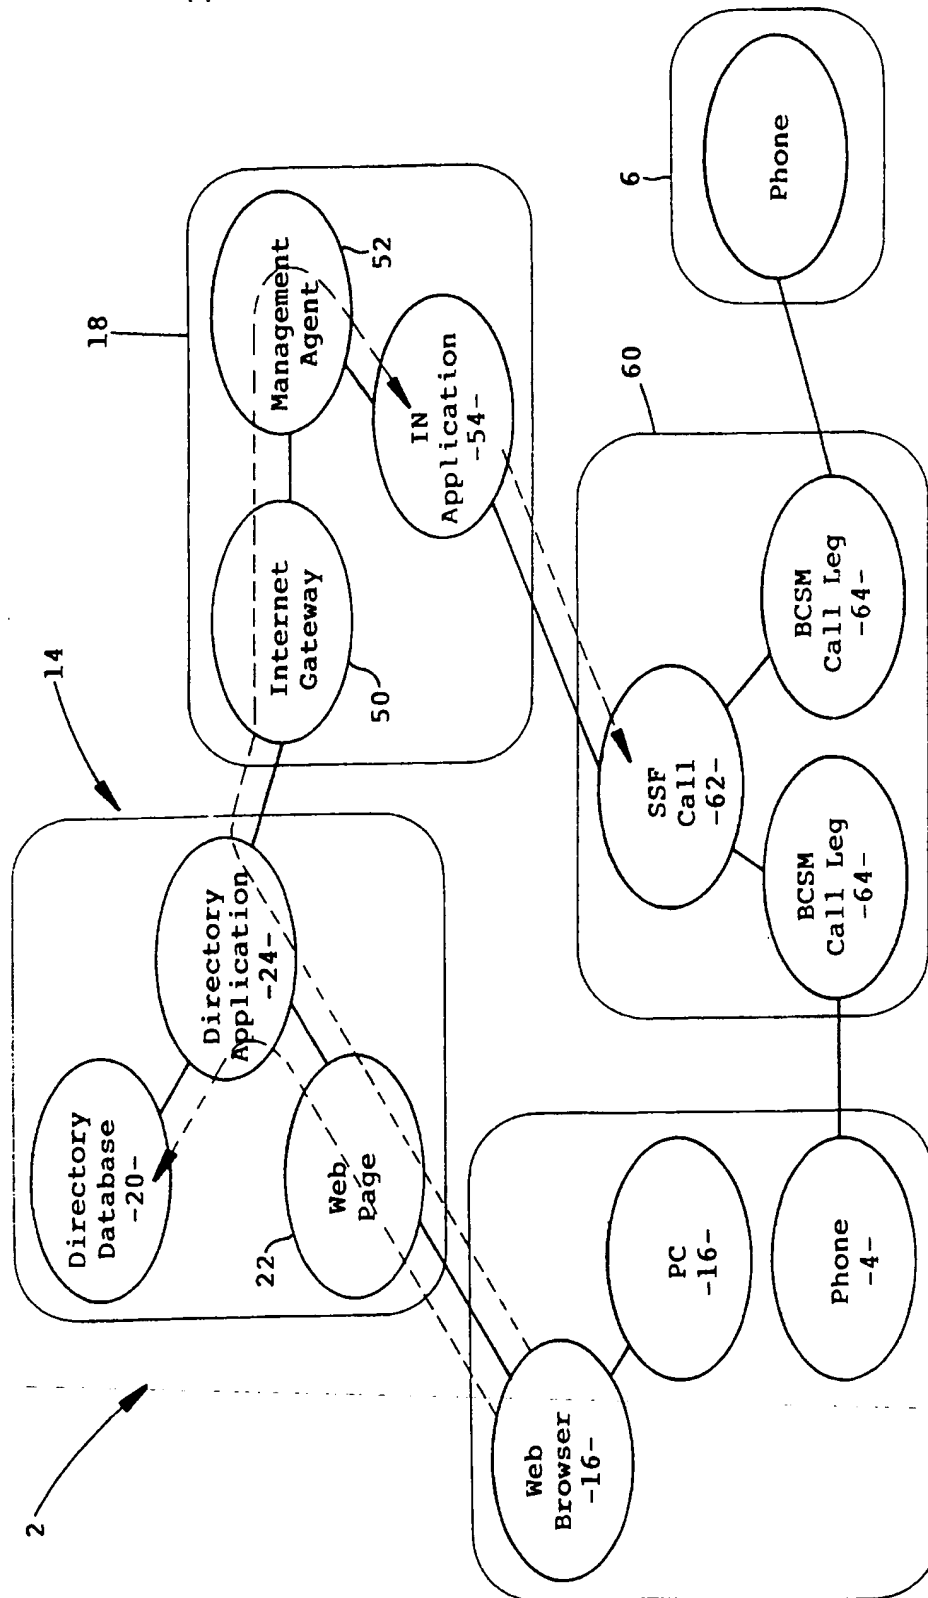 2
14
18
Directory
Database
-20-
Directory
Application
-24-
Web
Page
22
Internet
Gateway
50
Management
Agent
52
IN
Application
-54-
6
Phone
60
SSF
Call
-62-
BCSM
Call Leg
-64-
BCSM
Call Leg
-64-
Web
Browser
-16-
PC
-16-
Phone
-4-